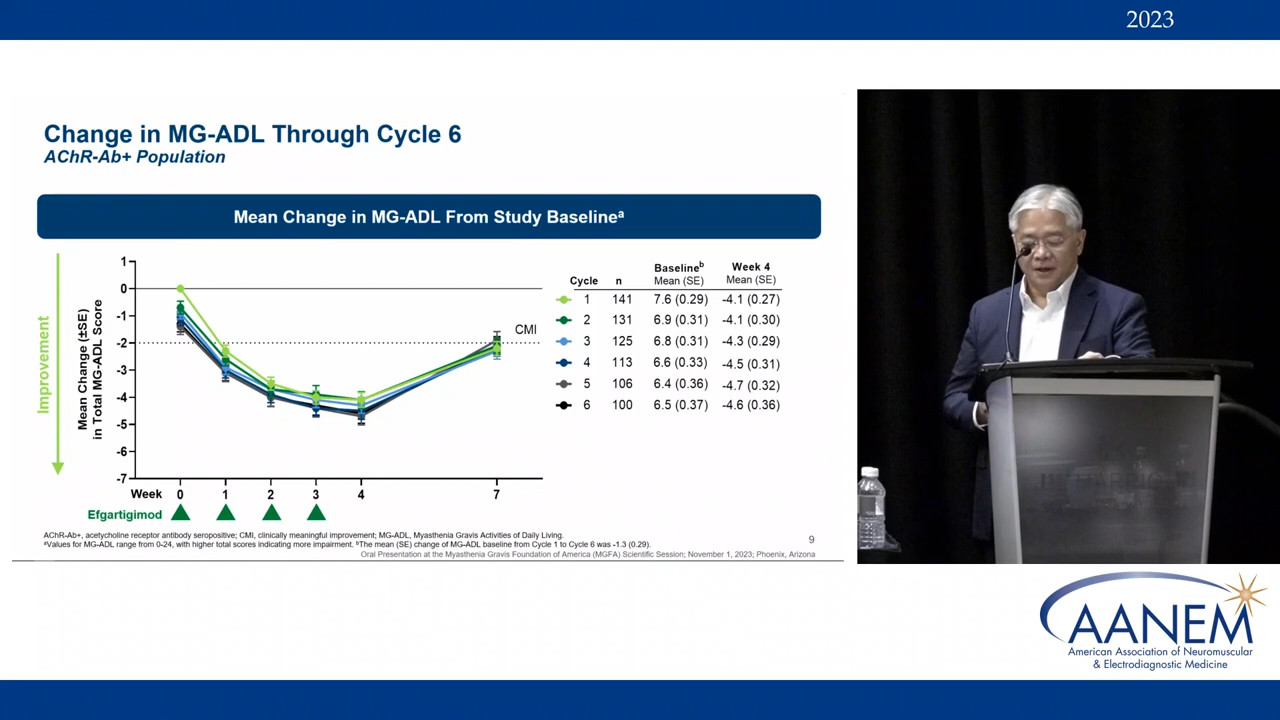 2023
Change in MG-ADL Through Cycle 6
AChR-Ab+ Population
Mean Change in MG-ADL From Study Baselineᵃ
Improvement
Mean Change (±SE)
in Total MG-ADL Score
1
0
-1
-2
-3
-4
-5
-6
-7
CMI
Week 0 1 2 3 4 7
Efgartigimod
Baselineᵇ Week 4
Cycle n Mean (SE) Mean (SE)
1 141 7.6 (0.29) -4.1 (0.27)
2 131 6.9 (0.31) -4.1 (0.30)
3 125 6.8 (0.31) -4.3 (0.29)
4 113 6.6 (0.33) -4.5 (0.31)
5 106 6.4 (0.36) -4.7 (0.32)
6 100 6.5 (0.37) -4.6 (0.36)
AChR-Ab+, acetycholine receptor antibody seropositive; CMI, clinically meaningful improvement; MG-ADL, Myasthenia Gravis Activities of Daily Living.
ᵃValues for MG-ADL range from 0-24, with higher total scores indicating more impairment. ᵇThe mean (SE) change of MG-ADL baseline from Cycle 1 to Cycle 6 was -1.3 (0.29).
9
Oral Presentation at the Myasthenia Gravis Foundation of America (MGFA) Scientific Session; November 1, 2023; Phoenix, Arizona
AANEM
American Association of Neuromuscular
& Electrodiagnostic Medicine